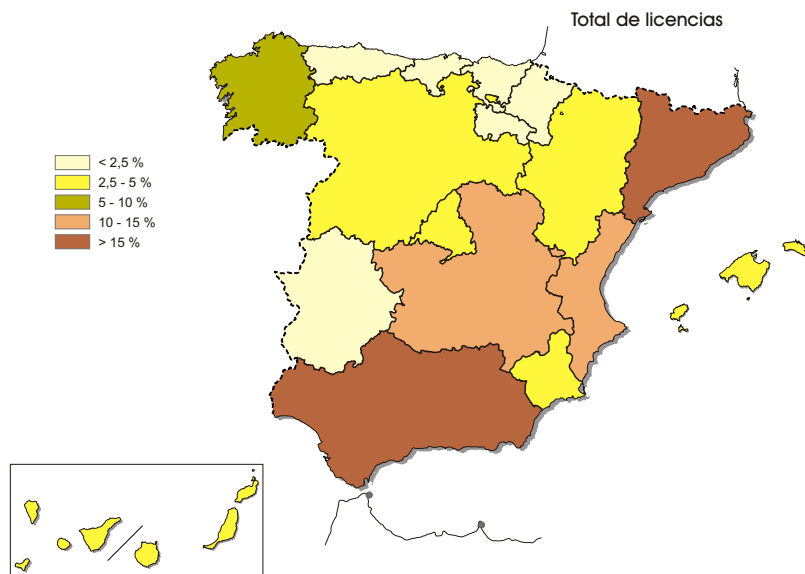 Total de licencias
< 2,5 %
2,5 - 5 %
5 - 10 %
10 - 15 %
> 15 %